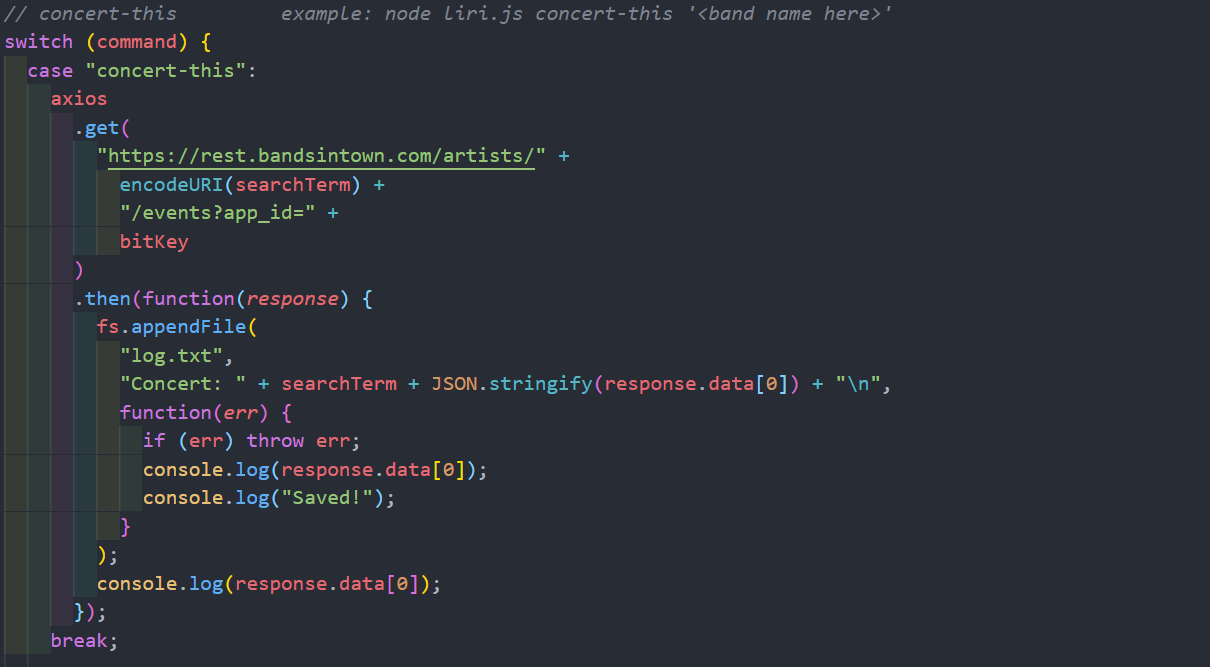 // concert-this         example: node liri.js concert-this '<band name here>'
switch (command) {
  case "concert-this":
    axios
      .get(
        "https://rest.bandsintown.com/artists/" +
          encodeURI(searchTerm) +
          "/events?app_id=" +
          bitKey
      )
      .then(function(response) {
        fs.appendFile(
          "log.txt",
          "Concert: " + searchTerm + JSON.stringify(response.data[0]) + "\n",
          function(err) {
            if (err) throw err;
            console.log(response.data[0]);
            console.log("Saved!");
          }
        );
        console.log(response.data[0]);
      });
    break;